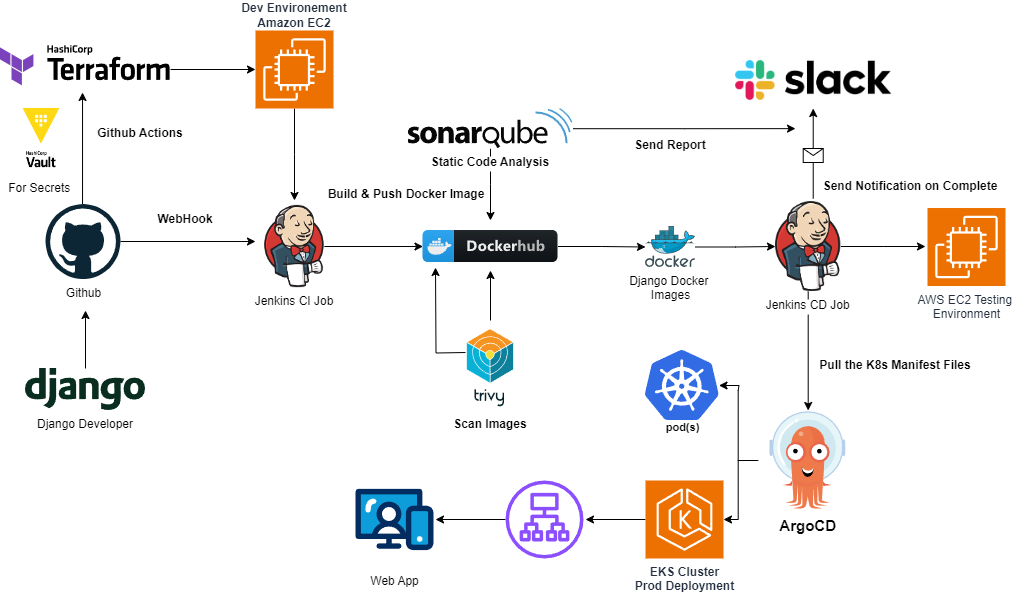 Dev Environement
Amazon EC2
HashiCorp
Terraform
slack
Github Actions
HashiCorp
Vault
For Secrets
sonarqube
Static Code Analysis
Send Report
Build & Push Docker Image
Send Notification on Complete
WebHook
Dockerhub
docker
Github
Jenkins CI Job
Django Docker
Images
Jenkins CD Job
AWS EC2 Testing
Environment
django
Django Developer
trivy
Scan Images
Pull the K8s Manifest Files
pod(s)
K
ArgoCD
Web App
EKS Cluster
Prod Deployment